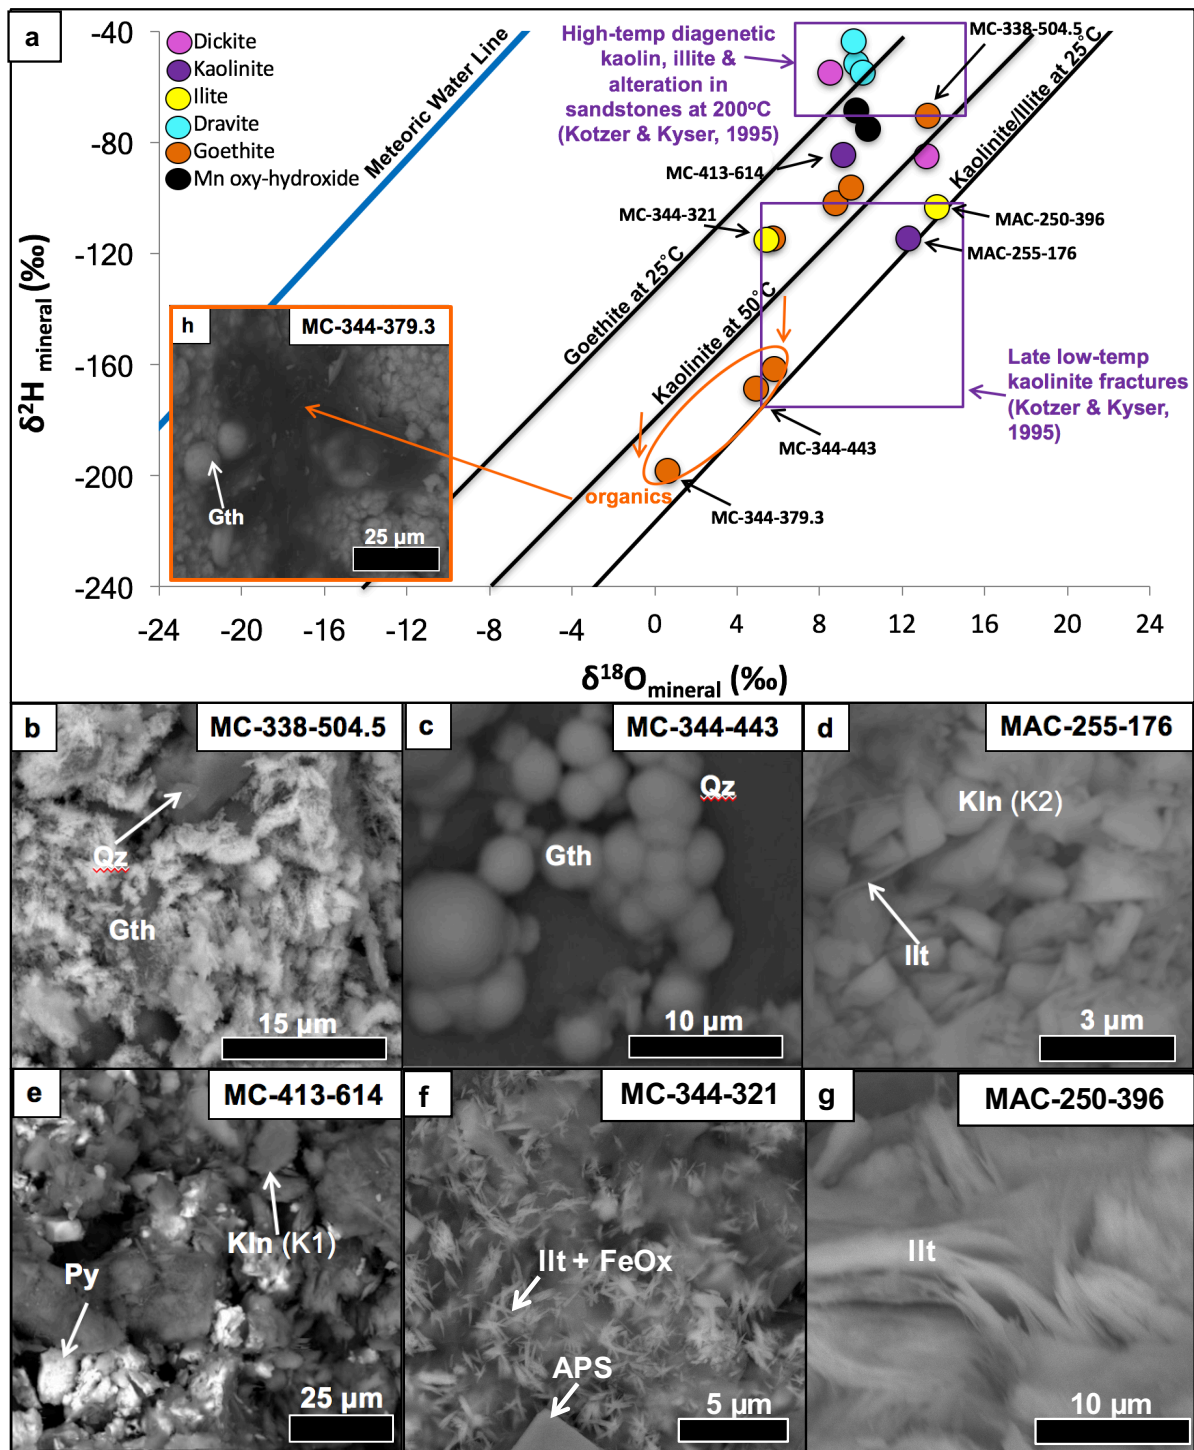 a
-40
-80
-120
-160
-200
-240
δ²H mineral (‰)
Dickite
Kaolinite
Ilite
Dravite
Goethite
Mn oxy-hydroxide
Meteoric Water Line
High-temp diagenetic
kaolin, illite &
alteration in
sandstones at 200°C
(Kotzer & Kyser, 1995)
MC-338-504.5
Kaolinite/Illite at 25°C
MC-413-614
MC-344-321
MAC-250-396
MAC-255-176
Goethite at 25°C
Kaolinite at 50°C
Late low-temp
kaolinite fractures
(Kotzer & Kyser,
1995)
MC-344-443
organics
MC-344-379.3
h
MC-344-379.3
Gth
25 µm
-24
-20
-16
-12
-8
-4
0
4
8
12
16
20
24
δ¹⁸O mineral (‰)
b
MC-338-504.5
Qz
Gth
15 µm
c
MC-344-443
Qz
Gth
10 µm
d
MAC-255-176
Kln (K2)
Ilt
3 µm
e
MC-413-614
Kln (K1)
Py
25 µm
f
MC-344-321
Ilt + FeOx
APS
5 µm
g
MAC-250-396
Ilt
10 µm